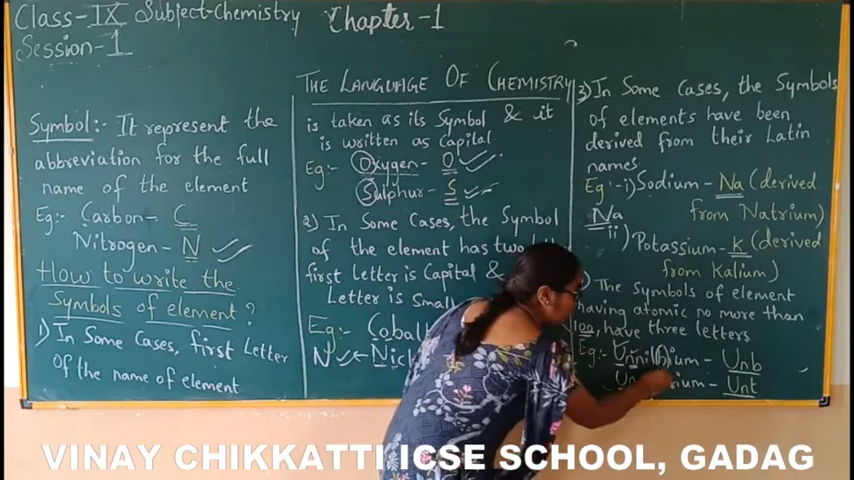 Class-IX Subject-Chemistry Chapter-1
Session-1
THE LANGUAGE OF CHEMISTRY
Symbol:- It represent the
abbreviation for the full
name of the element
Eg:- Carbon- C
Nitrogen- N
How to write the
Symbols of element?
1) In Some Cases, first Letter
of the name of element
is taken as its Symbol & it
is written as Capital
Eg:- Oxygen- O
Sulphur- S
2) In Some Cases, the Symbol
of the element has two
first Letter is Capital &
Letter is Small
Eg:- Cobal
N Nic
3) In Some Cases, the Symbols
of elements have been
derived from their Latin
names
Eg:- i) Sodium - Na (derived
Na from Natrium)
ii) Potassium - K (derived
from Kalium)
) The Symbols of element
having atomic no more than
100, have three letters
Eg:- Unnilbium - Unb
Un ium - Unt
VINAY CHIKKATTI ICSE SCHOOL, GADAG